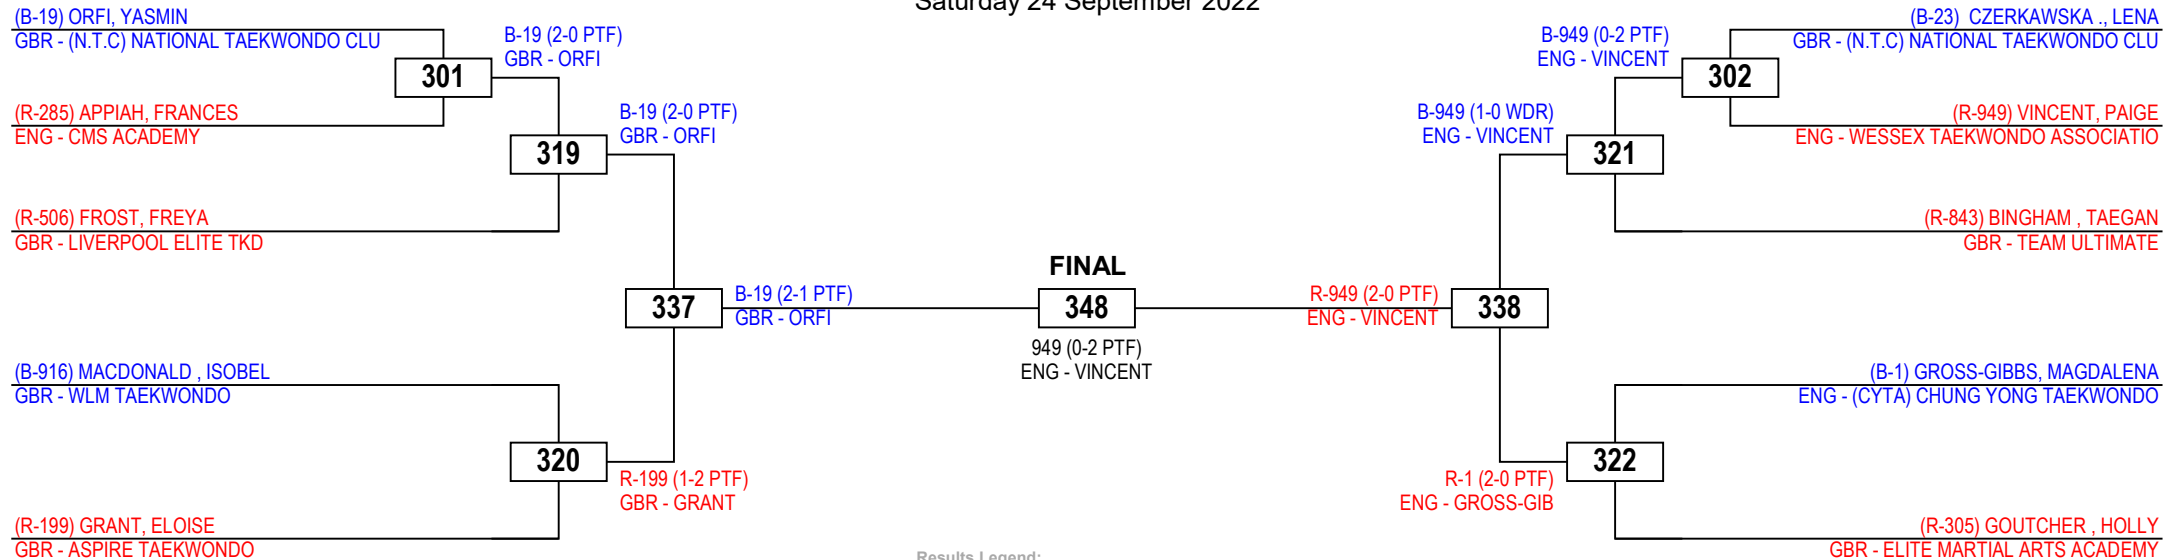 Saturday 24 September 2022
(B-19) ORFI, YASMIN
GBR - (N.T.C) NATIONAL TAEKWONDO CLU
301
(R-285) APPIAH, FRANCES
ENG - CMS ACADEMY
B-19 (2-0 PTF)
GBR - ORFI
319
B-19 (2-0 PTF)
GBR - ORFI
(R-506) FROST, FREYA
GBR - LIVERPOOL ELITE TKD
337
B-19 (2-1 PTF)
GBR - ORFI
(B-916) MACDONALD , ISOBEL
GBR - WLM TAEKWONDO
320
R-199 (1-2 PTF)
GBR - GRANT
(R-199) GRANT, ELOISE
GBR - ASPIRE TAEKWONDO
FINAL
348
949 (0-2 PTF)
ENG - VINCENT
(B-23) CZERKAWSKA ., LENA
GBR - (N.T.C) NATIONAL TAEKWONDO CLU
B-949 (0-2 PTF)
ENG - VINCENT
302
(R-949) VINCENT, PAIGE
ENG - WESSEX TAEKWONDO ASSOCIATIO
B-949 (1-0 WDR)
ENG - VINCENT
321
(R-843) BINGHAM , TAEGAN
GBR - TEAM ULTIMATE
R-949 (2-0 PTF)
ENG - VINCENT
338
(B-1) GROSS-GIBBS, MAGDALENA
ENG - (CYTA) CHUNG YONG TAEKWONDO
322
R-1 (2-0 PTF)
ENG - GROSS-GIB
(R-305) GOUTCHER , HOLLY
GBR - ELITE MARTIAL ARTS ACADEMY
Results Legend: